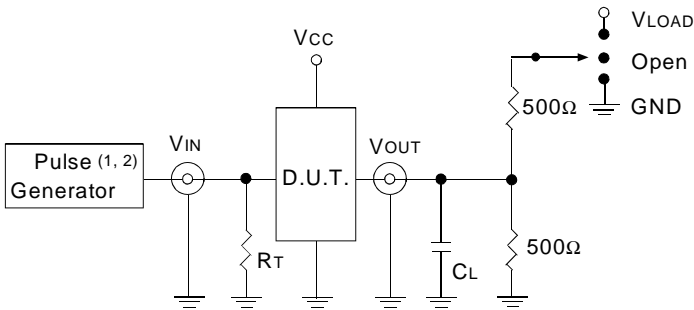 VLOAD
VCC
Open
500Ω
GND
VIN
VOUT
Pulse (1, 2)
Generator
D.U.T.
500Ω
RT
CL